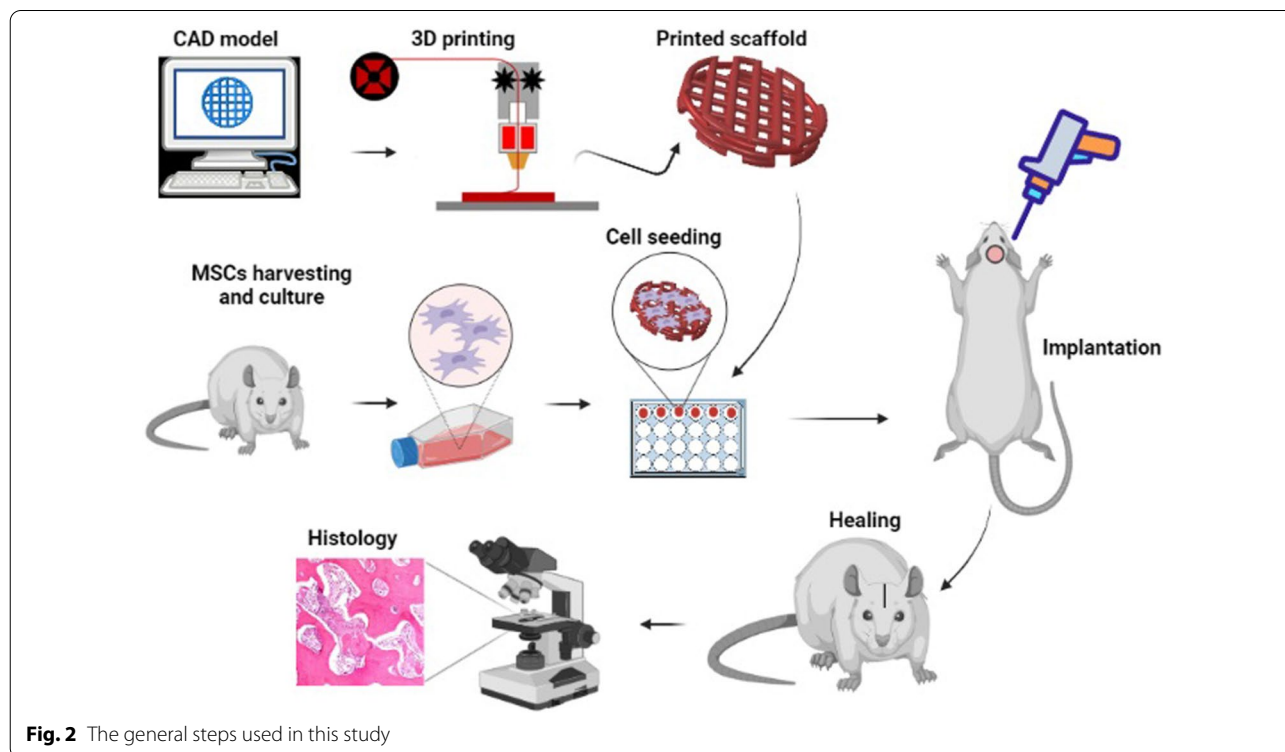 CAD model
3D printing
Printed scaffold
Cell seeding
MSCs harvesting
and culture
Implantation
Healing
Histology
Fig. 2 The general steps used in this study